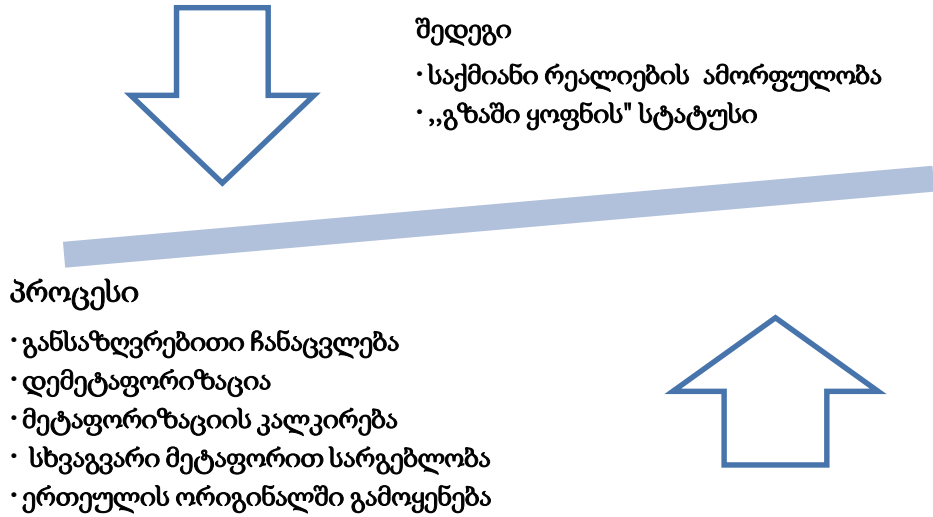 შედეგი
· საქმიანი რეალიების ამორფულობა
· ,,გზაში ყოფნის" სტატუსი
პროცესი
· განსაზღვრებითი ჩანაცვლება
· დემეტაფორიზაცია
· მეტაფორიზაციის კალკირება
· სხვაგვარი მეტაფორით სარგებლობა
· ერთეულის ორიგინალში გამოყენება